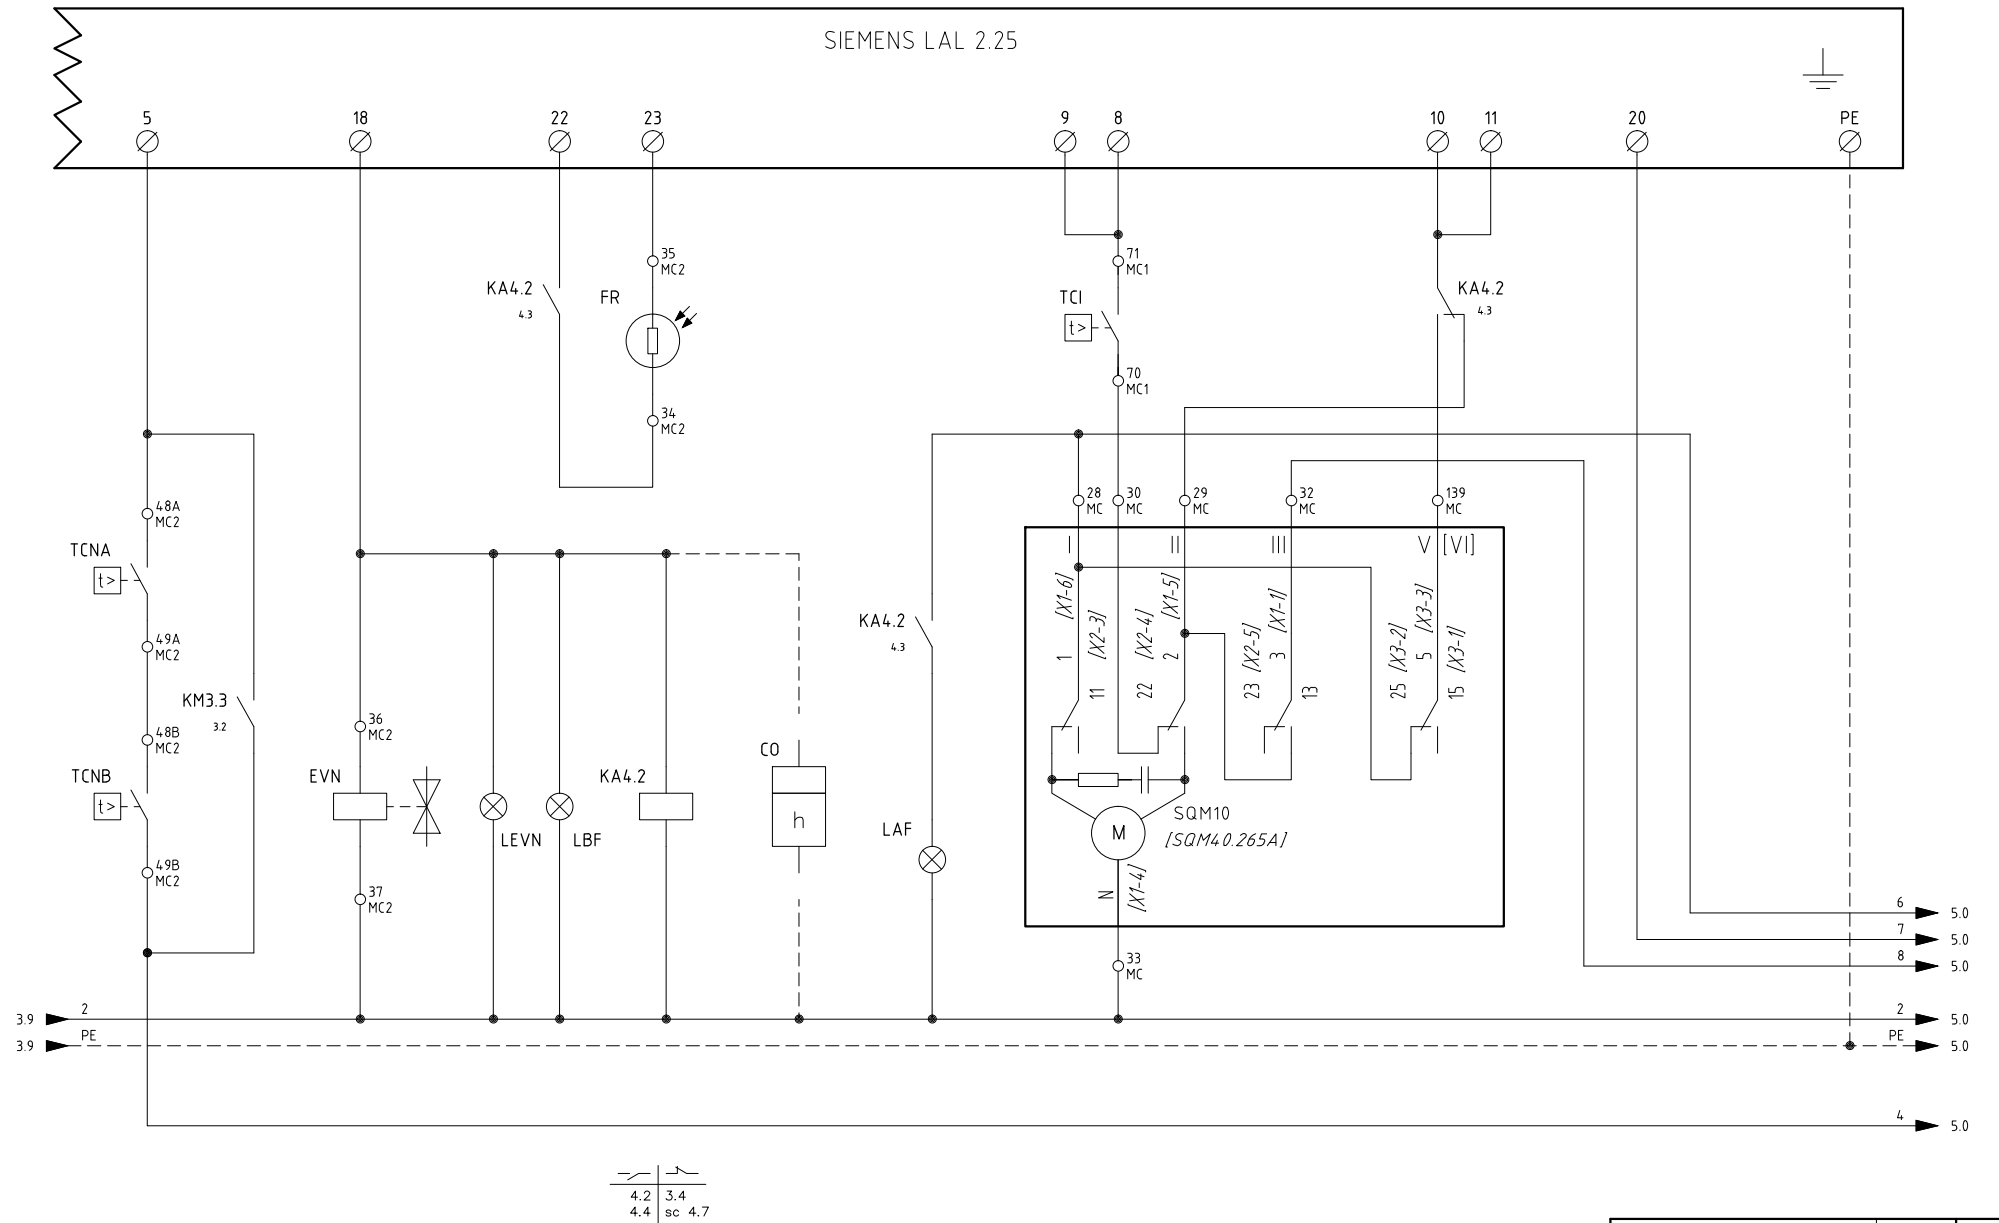 SIEMENS LAL 2.25
5
18
22
23
9
8
10
11
20
PE
35
MC2
71
MC1
KA4.2
4.3
FR
TCI
t>
KA4.2
4.3
70
MC1
34
MC2
48A
MC2
28
MC
30
MC
29
MC
32
MC
139
MC
TCNA
t>
I
II
III
V [VI]
[X1-6]
[X2-3]
[X2-4]
[X1-5]
[X2-5]
[X1-1]
[X3-2]
[X3-3]
[X3-1]
1
11
22
2
23
3
13
25
5
15
49A
MC2
KA4.2
4.3
KM3.3
3.2
36
MC2
48B
MC2
TCNB
t>
EVN
LEVN
LBF
KA4.2
CO
h
LAF
SQM10
[SQM40.265A]
M
N
[X1-4]
49B
MC2
37
MC2
33
MC
6
5.0
7
5.0
8
5.0
3.9
2
2
5.0
3.9
PE
PE
5.0
4
5.0
4.2 3.4
4.4 sc 4.7